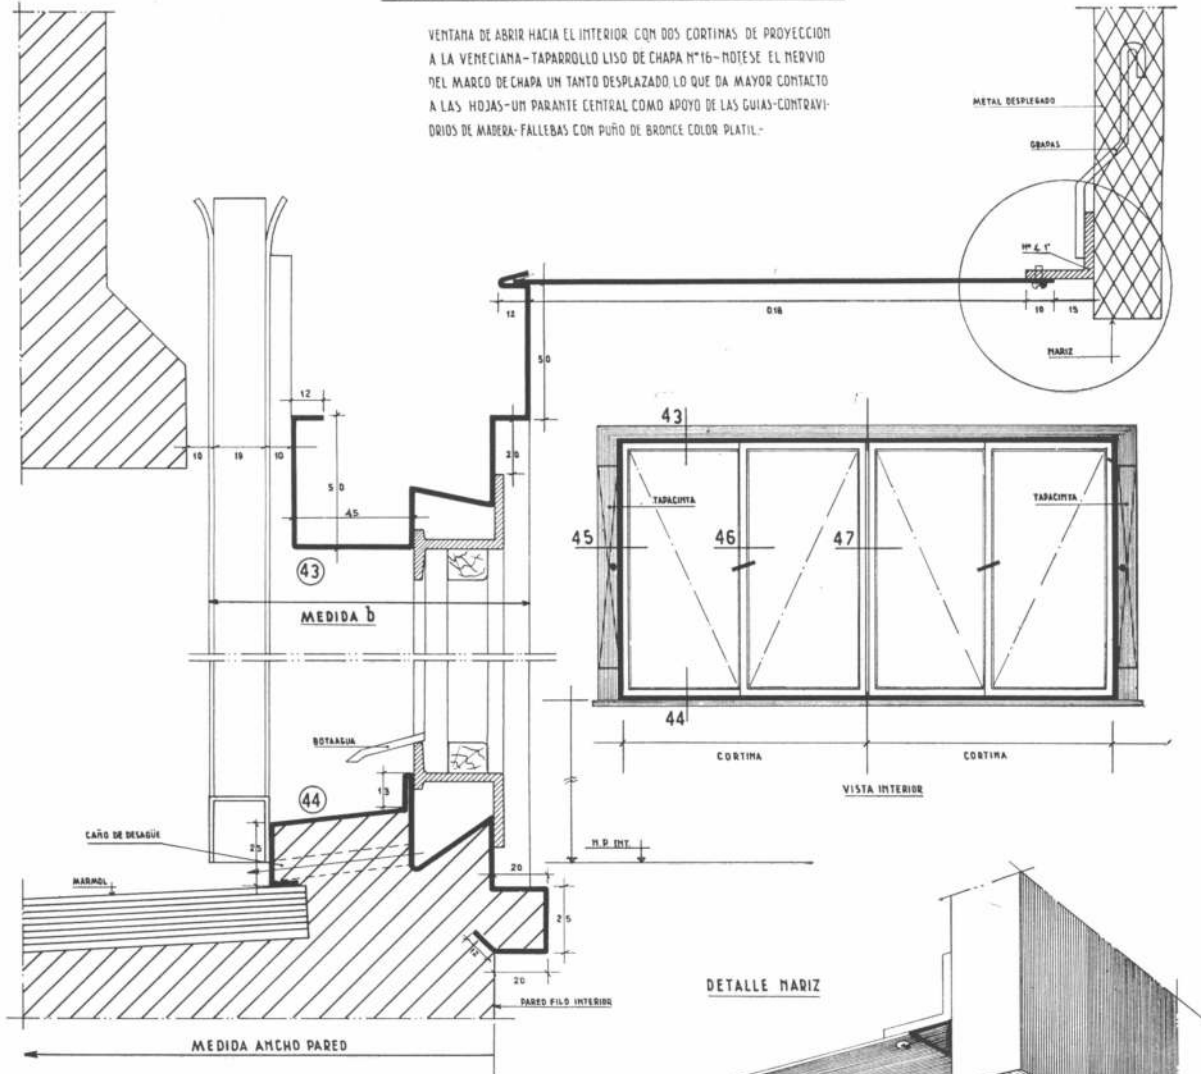 VENTANA DE ABRIR HACIA EL INTERIOR CON DOS CORTINAS DE PROYECCION
A LA VENECIANA-TAPARROLLO LISO DE CHAPA Nº16-NOTESE EL NERVIO
DEL MARCO DE CHAPA UN TANTO DESPLAZADO, LO QUE DA MAYOR CONTACTO
A LAS HOJAS-UN PARANTE CENTRAL COMO APOYO DE LAS GUIAS-CONTRAVI-
DRIOS DE MADERA-FALLEBAS CON PUÑO DE BRONCE COLOR PLATIL.-
METAL DESPLEGADO
GRAPAS
12
0.18
10
15
50
NARIZ
12
10
19
10
50
45
20
43
MEDIDA b
43
TAPACINTA
TAPACINTA
45
46
47
44
CORTINA
CORTINA
VISTA INTERIOR
BOTAAGUA
13
44
CAÑO DE DESAGÜE
25
MARMOL
N.P. INT.
20
25
12
20
PARED FILO INTERIOR
DETALLE NARIZ
MEDIDA ANCHO PARED